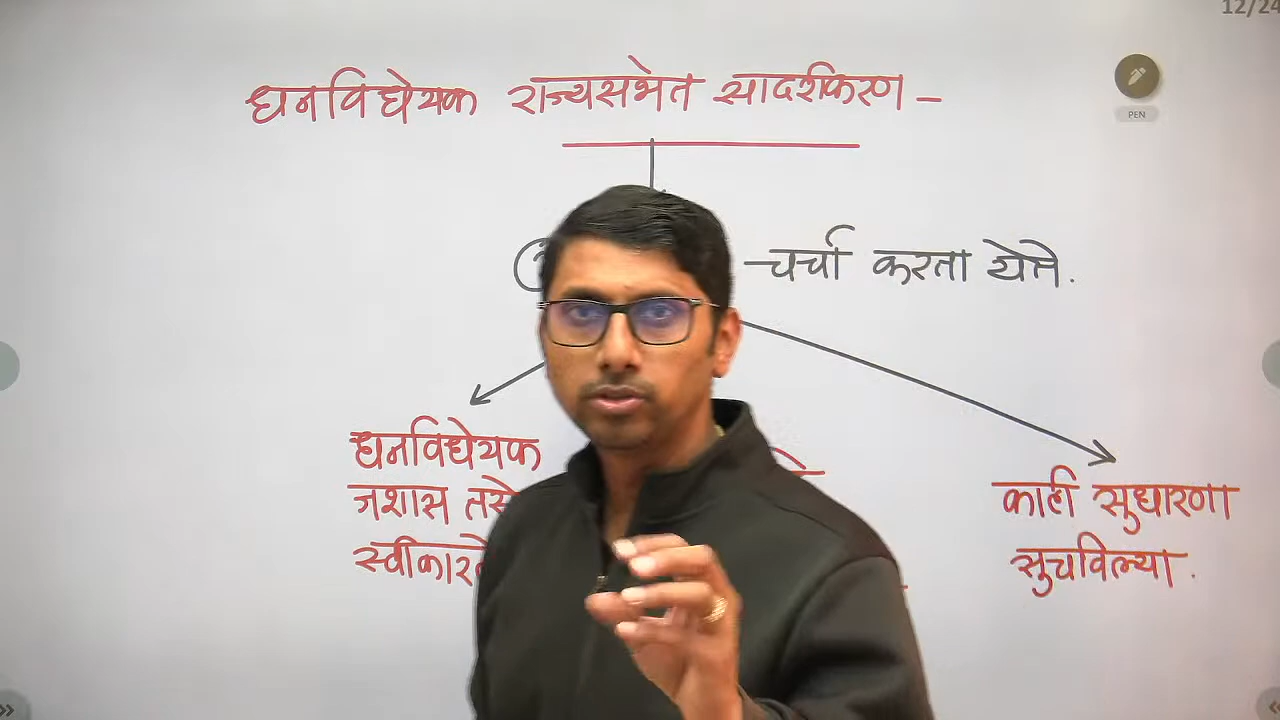 12/24
धनविधेयक राज्यसभेत सादरीकरण -
PEN
- चर्चा करता येते.
धनविधेयक
जशास तसे
स्वीकारले
काही सुधारणा
सुचविल्या.